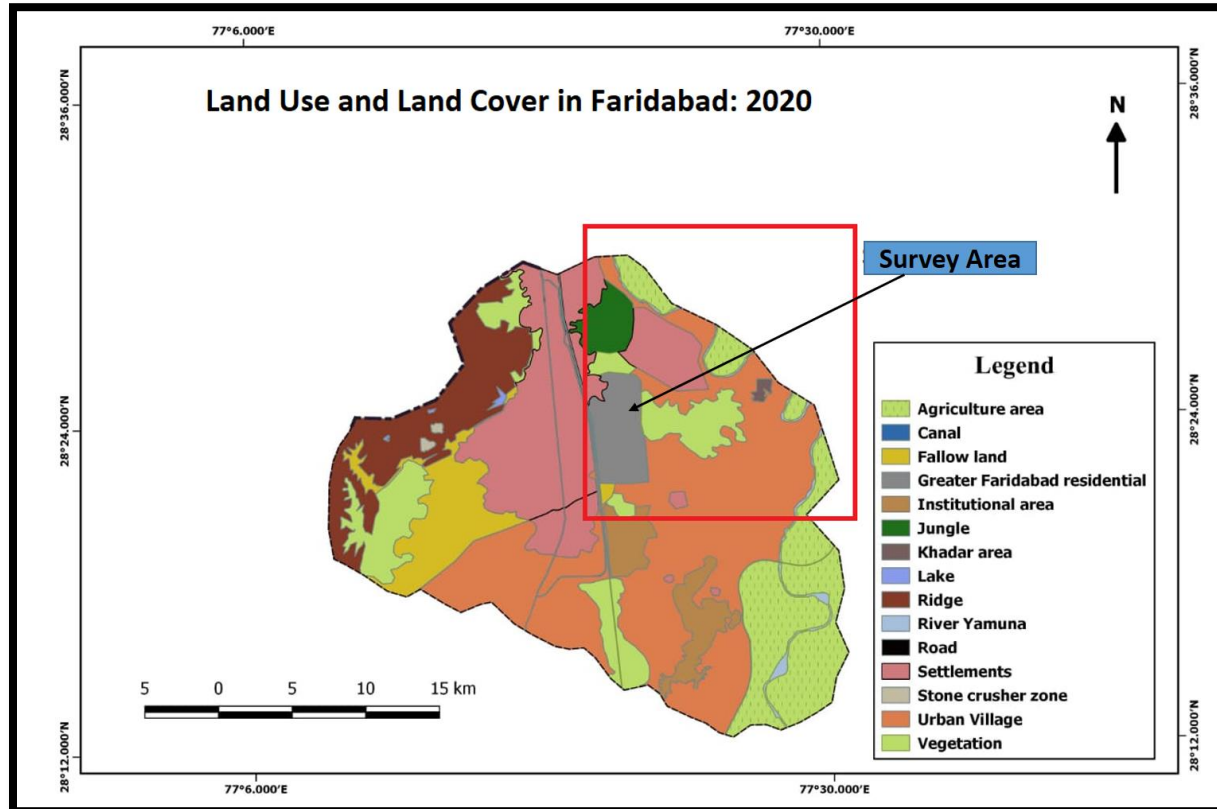 77°6.000'E 77°30.000'E
Land Use and Land Cover in Faridabad: 2020
28°36.000'N
28°36.000'N
N
Survey Area
Legend
Agriculture area
Canal
Fallow land
Greater Faridabad residential
Institutional area
Jungle
Khadar area
Lake
Ridge
River Yamuna
Road
Settlements
Stone crusher zone
Urban Village
Vegetation
28°24.000'N
28°24.000'N
5 0 5 10 15 km
28°12.000'N
28°12.000'N
77°6.000'E 77°30.000'E